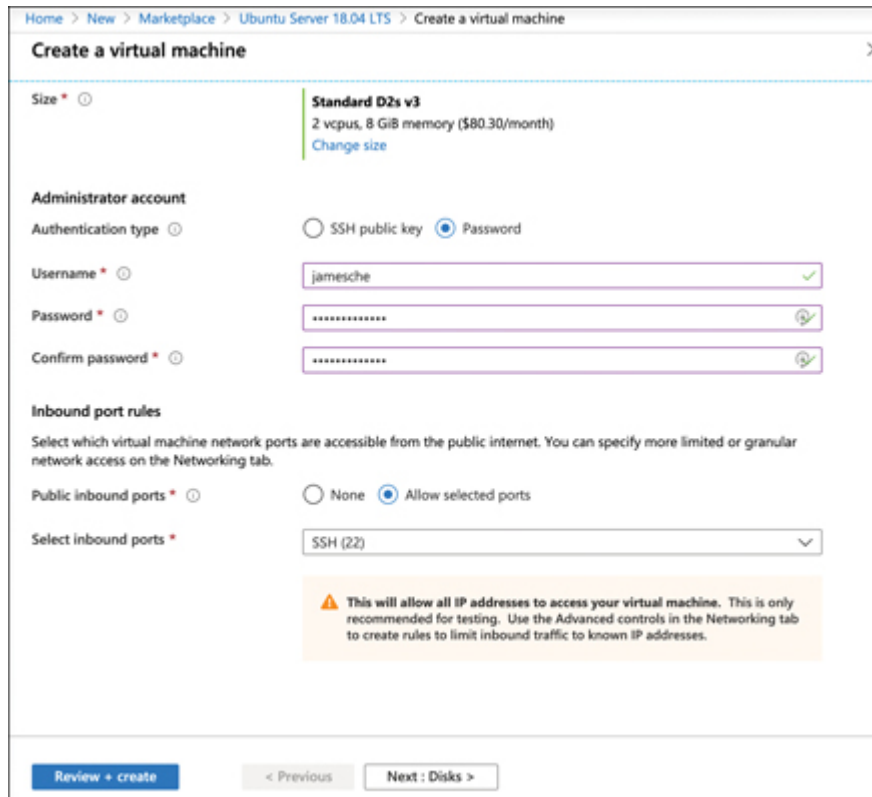 Home > New > Marketplace > Ubuntu Server 18.04 LTS > Create a virtual machine
Create a virtual machine
Size *
Standard D2s v3
2 vcpus, 8 GiB memory ($80.30/month)
Change size
Administrator account
Authentication type
SSH public key Password
Username *
jamesche
Password *
•••••••••••••
Confirm password *
•••••••••••••
Inbound port rules
Select which virtual machine network ports are accessible from the public internet. You can specify more limited or granular
network access on the Networking tab.
Public inbound ports *
None Allow selected ports
Select inbound ports *
SSH (22)
This will allow all IP addresses to access your virtual machine. This is only
recommended for testing. Use the Advanced controls in the Networking tab
to create rules to limit inbound traffic to known IP addresses.
Review + create < Previous Next : Disks >